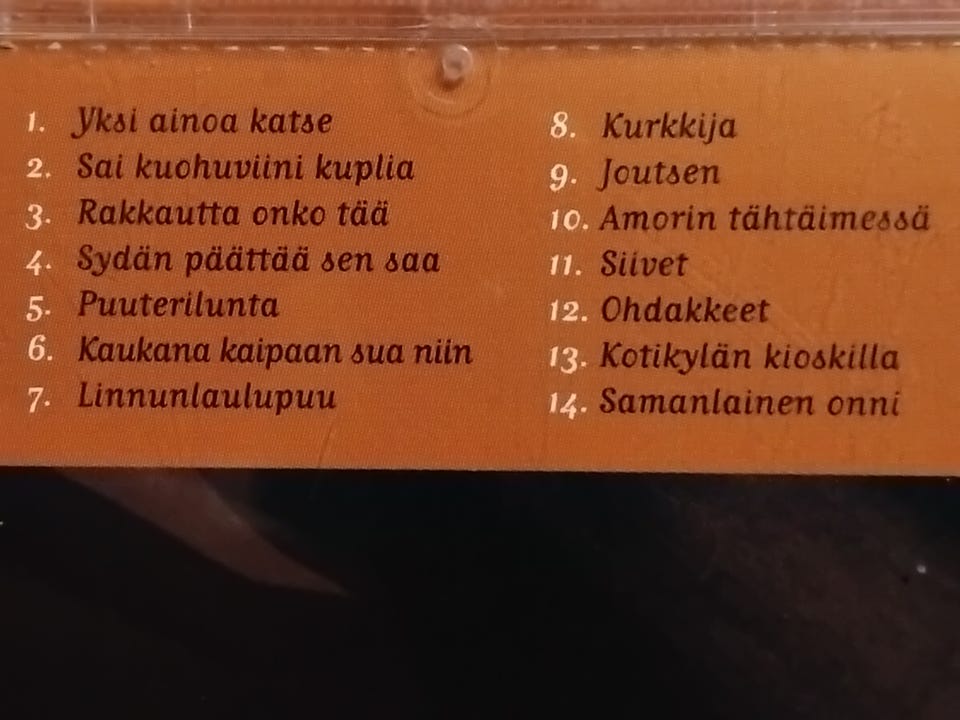 1. Yksi ainoa katse
2. Sai kuohuviini kuplia
3. Rakkautta onko tää
4. Sydän päättää sen saa
5. Puuterilunta
6. Kaukana kaipaan sua niin
7. Linnunlaulupuu
8. Kurkkija
9. Joutsen
10. Amorin tähtäimessä
11. Siivet
12. Ohdakkeet
13. Kotikylän kioskilla
14. Samanlainen onni